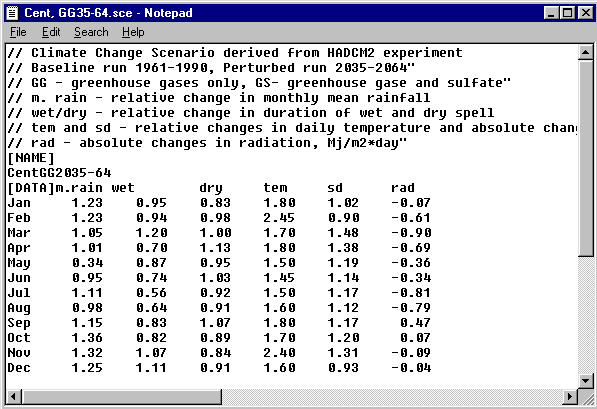 Cent, GG35-64.sce - Notepad
File Edit Search Help
// Climate Change Scenario derived from HADCM2 experiment
// Baseline run 1961-1990, Perturbed run 2035-2064"
// GG - greenhouse gases only, GS- greenhouse gase and sulfate"
// m. rain - relative change in monthly mean rainfall
// wet/dry - relative change in duration of wet and dry spell
// tem and sd - relative changes in daily temperature and absolute chan
// rad - absolute changes in radiation, Mj/m2*day"
[NAME]
CentGG2035-64
[DATA]m.rain wet dry tem sd rad
Jan 1.23 0.95 0.83 1.80 1.02 -0.07
Feb 1.23 0.94 0.98 2.45 0.90 -0.61
Mar 1.05 1.20 1.00 1.70 1.48 -0.90
Apr 1.01 0.70 1.13 1.80 1.38 -0.69
May 0.34 0.87 0.95 1.50 1.19 -0.36
Jun 0.95 0.74 1.03 1.45 1.14 -0.34
Jul 1.11 0.56 0.92 1.50 1.17 -0.81
Aug 0.98 0.64 0.91 1.60 1.12 -0.79
Sep 1.15 0.83 1.07 1.80 1.17 0.47
Oct 1.36 0.82 0.89 1.70 1.20 0.07
Nov 1.32 1.07 0.84 2.40 1.31 -0.09
Dec 1.25 1.11 0.91 1.60 0.93 -0.04